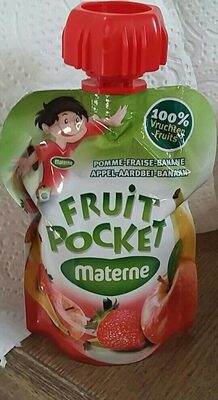 100%
Vruchten
Fruits
Materne
POMME-FRAISE-BANANE
APPEL-AARDBEI-BANAAN
FRUIT
POCKET
Materne